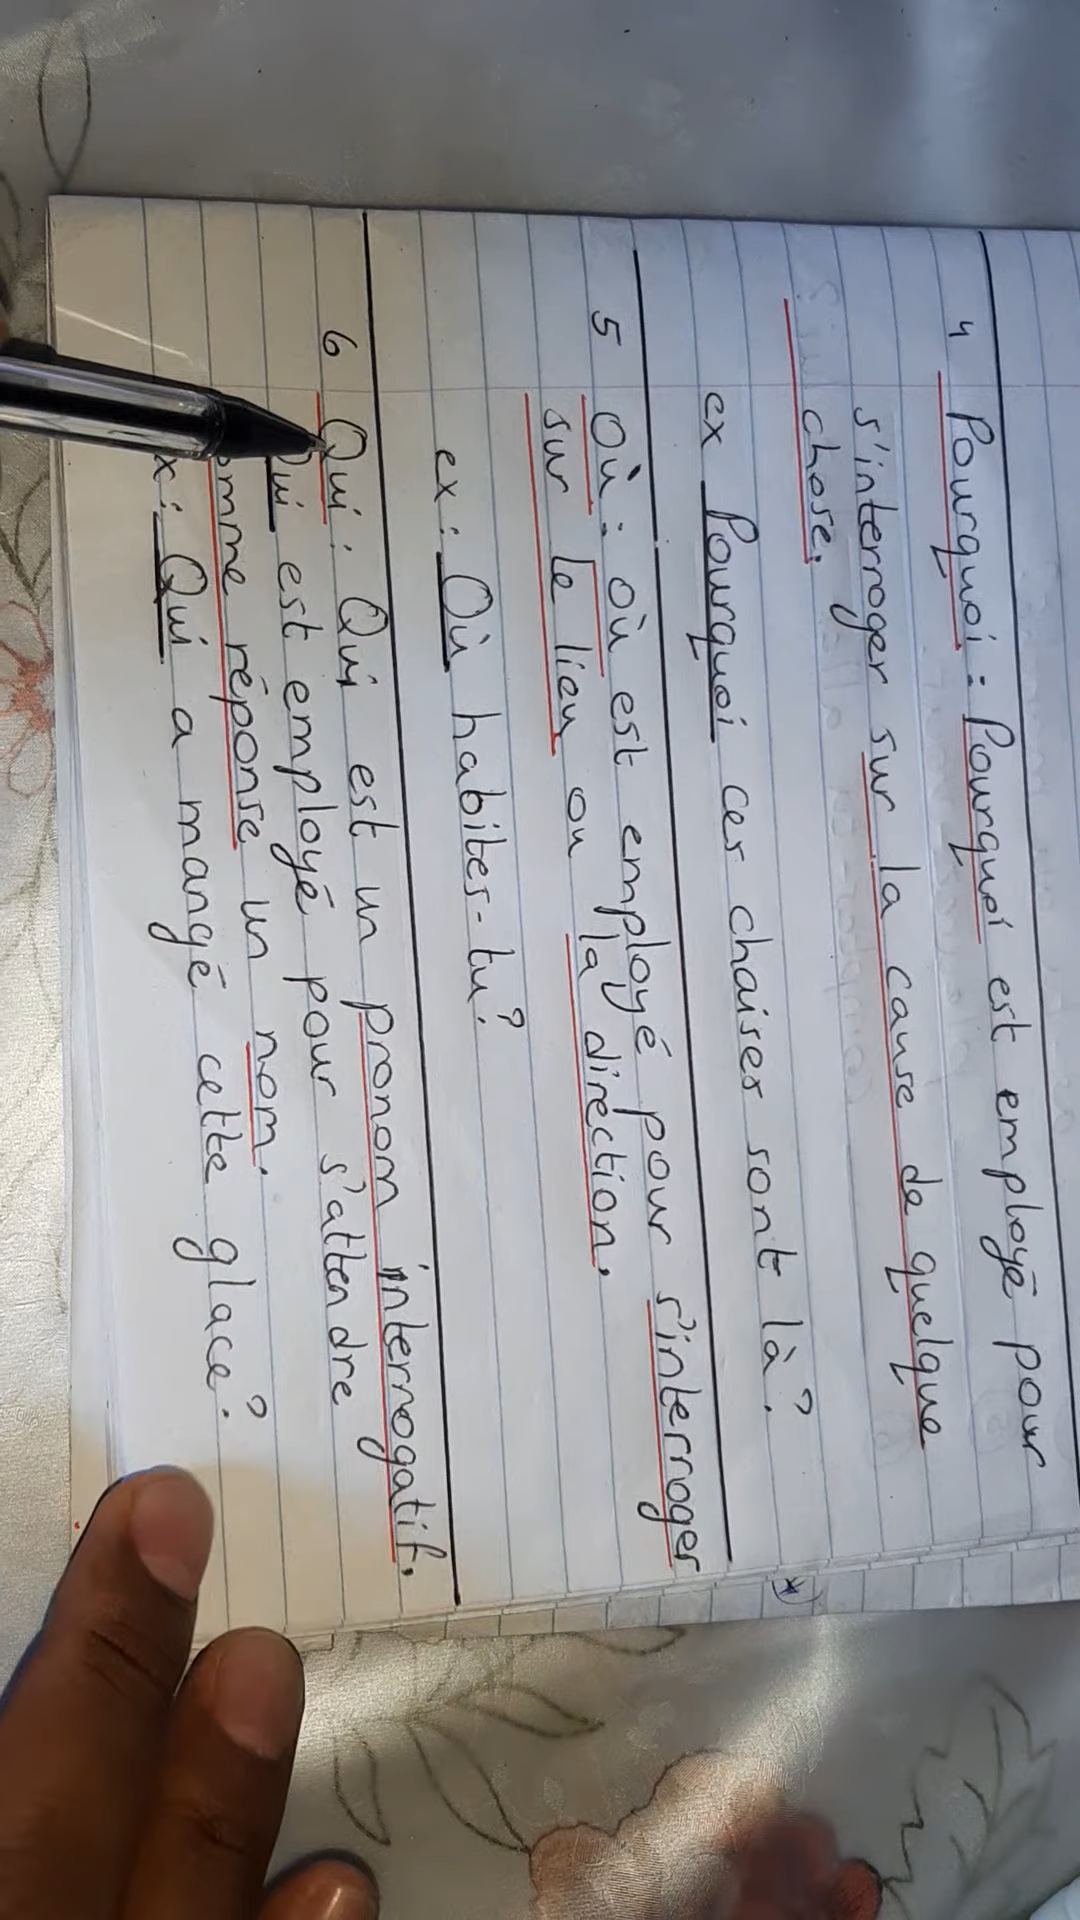 4 Pourquoi : Pourquoi est employé pour
s'interroger sur la cause de quelque
chose.
ex Pourquoi ces chaises sont là ?
5 Où : où est employé pour s'interroger
sur le lieu ou la direction.
ex : Où habites-tu ?
6 Qui : Qui est un pronom interrogatif.
Qui est employé pour s'attendre
omme réponse un nom.
x : Qui a mangé cette glace ?